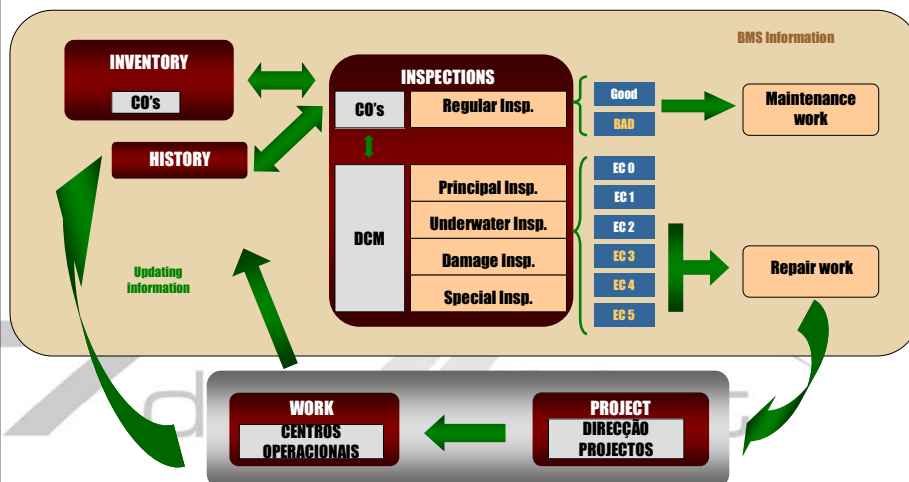 BMS Information
INVENTORY
CO's
HISTORY
Updating
information
INSPECTIONS
CO's
Regular Insp.
DCM
Principal Insp.
Underwater Insp.
Damage Insp.
Special Insp.
Good
BAD
EC 0
EC 1
EC 2
EC 3
EC 4
EC 5
Maintenance
work
Repair work
WORK
CENTROS
OPERACIONAIS
PROJECT
DIRECÇÃO
PROJECTOS